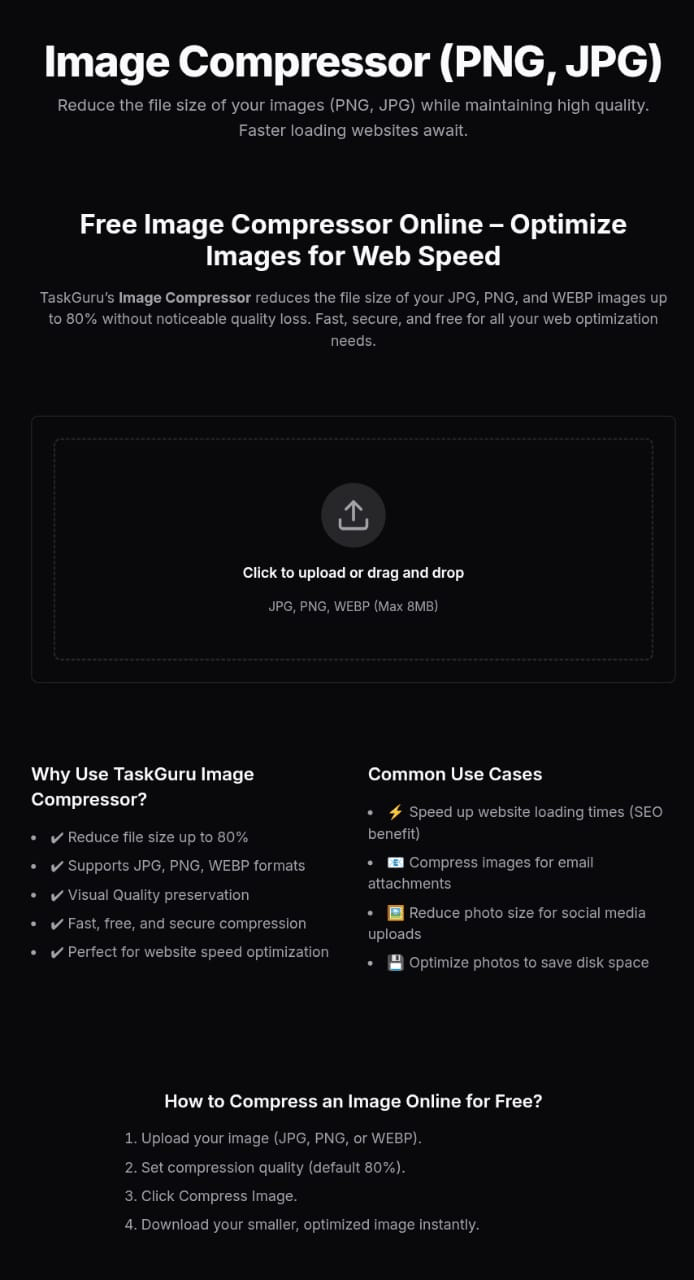 Image Compressor (PNG, JPG)
Reduce the file size of your images (PNG, JPG) while maintaining high quality.
Faster loading websites await.
Free Image Compressor Online – Optimize
Images for Web Speed
TaskGuru's Image Compressor reduces the file size of your JPG, PNG, and WEBP images up
to 80% without noticeable quality loss. Fast, secure, and free for all your web optimization
needs.
Click to upload or drag and drop
JPG, PNG, WEBP (Max 8MB)
Why Use TaskGuru Image
Compressor?
• ✔ Reduce file size up to 80%
• ✔ Supports JPG, PNG, WEBP formats
• ✔ Visual Quality preservation
• ✔ Fast, free, and secure compression
• ✔ Perfect for website speed optimization
Common Use Cases
• ⚡ Speed up website loading times (SEO
benefit)
• 📧 Compress images for email
attachments
• 🖼️ Reduce photo size for social media
uploads
• 💾 Optimize photos to save disk space
How to Compress an Image Online for Free?
1. Upload your image (JPG, PNG, or WEBP).
2. Set compression quality (default 80%).
3. Click Compress Image.
4. Download your smaller, optimized image instantly.